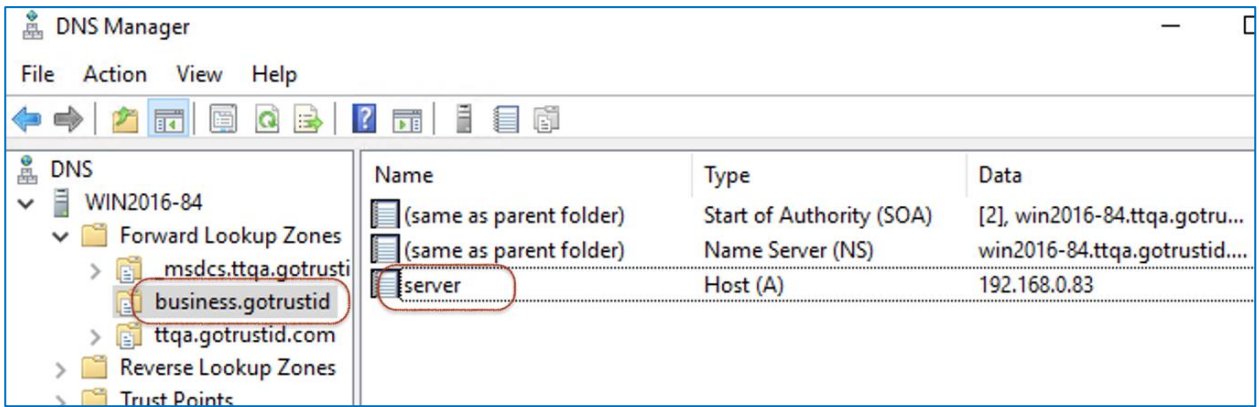 DNS Manager
File Action View Help
DNS
WIN2016-84
Forward Lookup Zones
_msdcs.ttqa.gotrusti
business.gotrustid
ttqa.gotrustid.com
Reverse Lookup Zones
Trust Points
Name Type Data
(same as parent folder) Start of Authority (SOA) [2], win2016-84.ttqa.gotru...
(same as parent folder) Name Server (NS) win2016-84.ttqa.gotrustid....
server Host (A) 192.168.0.83